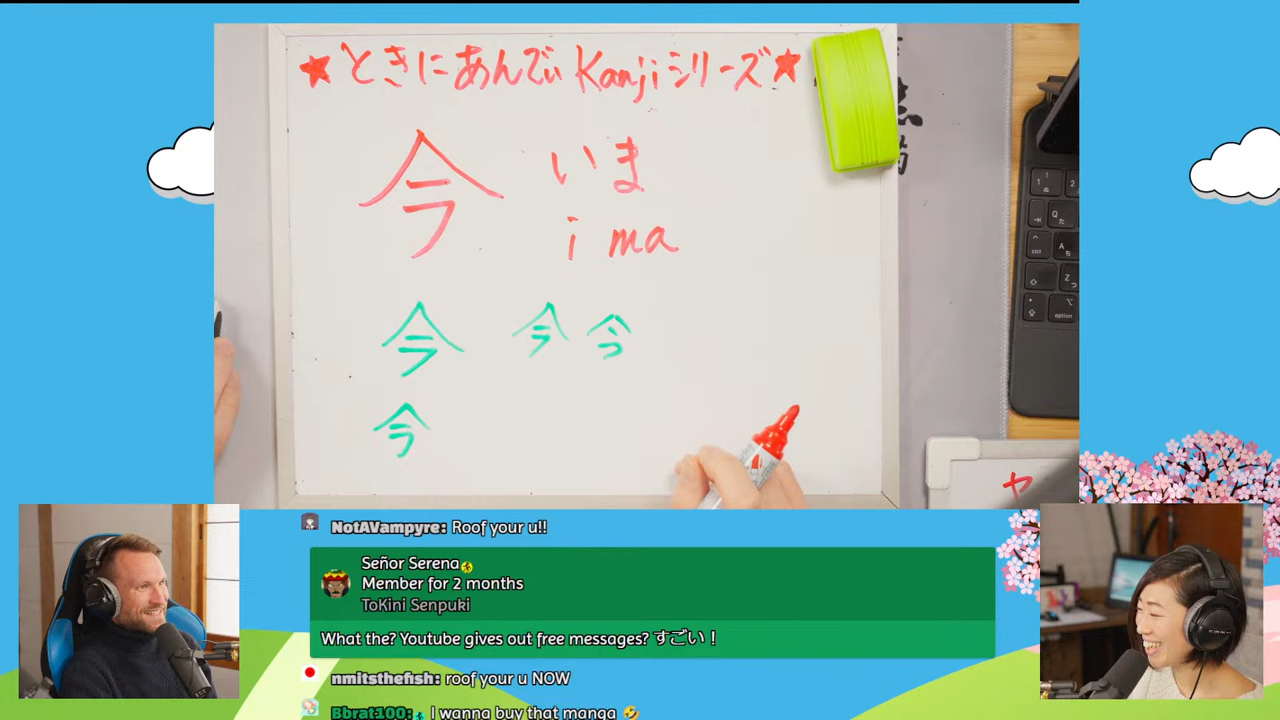 ★ときにあんでぃKanjiシリーズ★
今 いま
i ma
今 今 今
今
NotAVampyre: Roof your u!!
Señor Serena
Member for 2 months
ToKini Senpuki
What the? Youtube gives out free messages? すごい!
nmitsthefish: roof your u NOW
Bbrat100: I wanna buy that manga 🤣